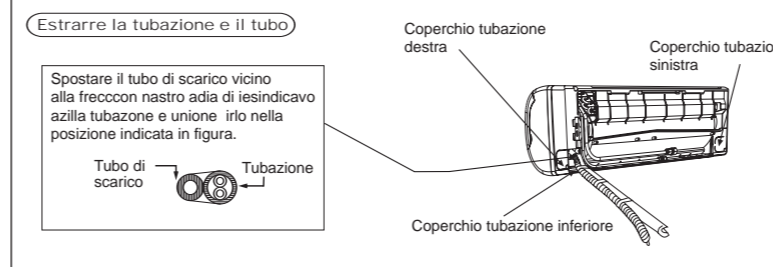 Estrarre la tubazione e il tubo
Coperchio tubazione
destra
Coperchio tubazio
sinistra
Spostare il tubo di scarico vicino
alla frecccon nastro adia di iesindicavo
azilla tubazone e unione irlo nella
posizione indicata in figura.
Tubo di
scarico
Tubazione
Coperchio tubazione inferiore